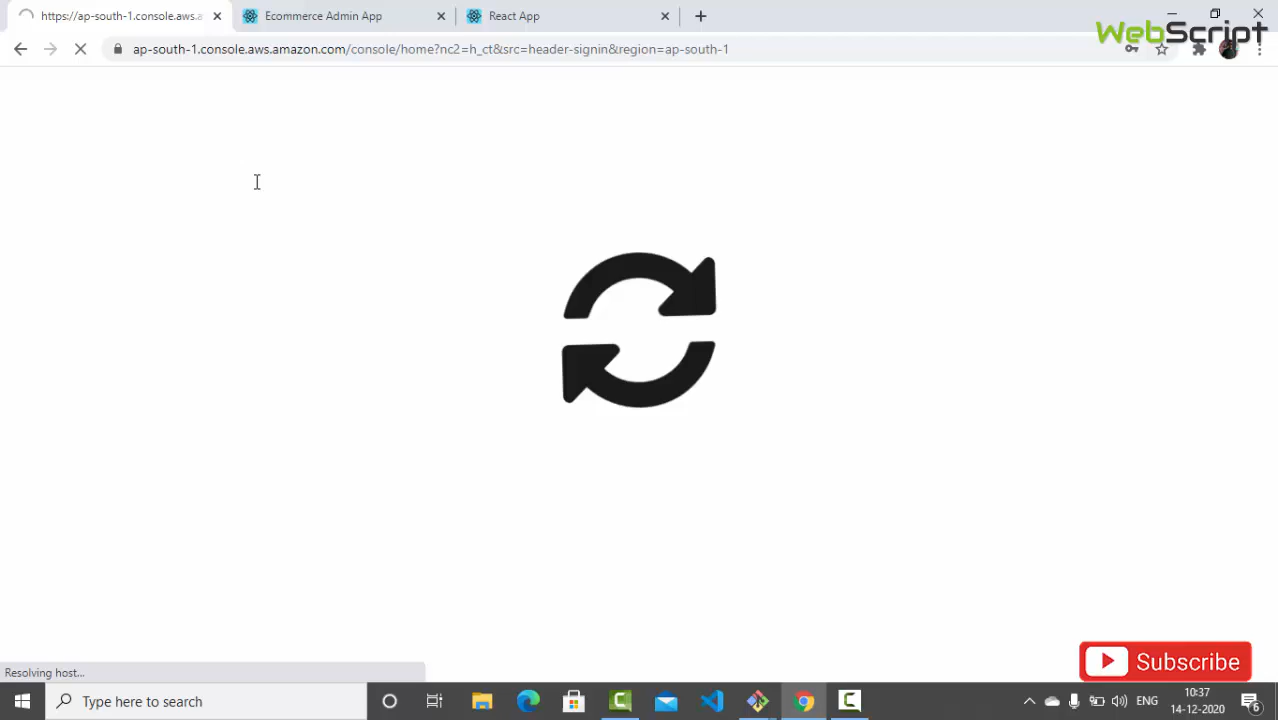 https://ap-south-1.console.aws.a
Ecommerce Admin App
React App
ap-south-1.console.aws.amazon.com/console/home?nc2=h_ct&src=header-signin&region=ap-south-1
WebScript
Resolving host...
Subscribe
Type here to search
ENG
10:37
14-12-2020
6